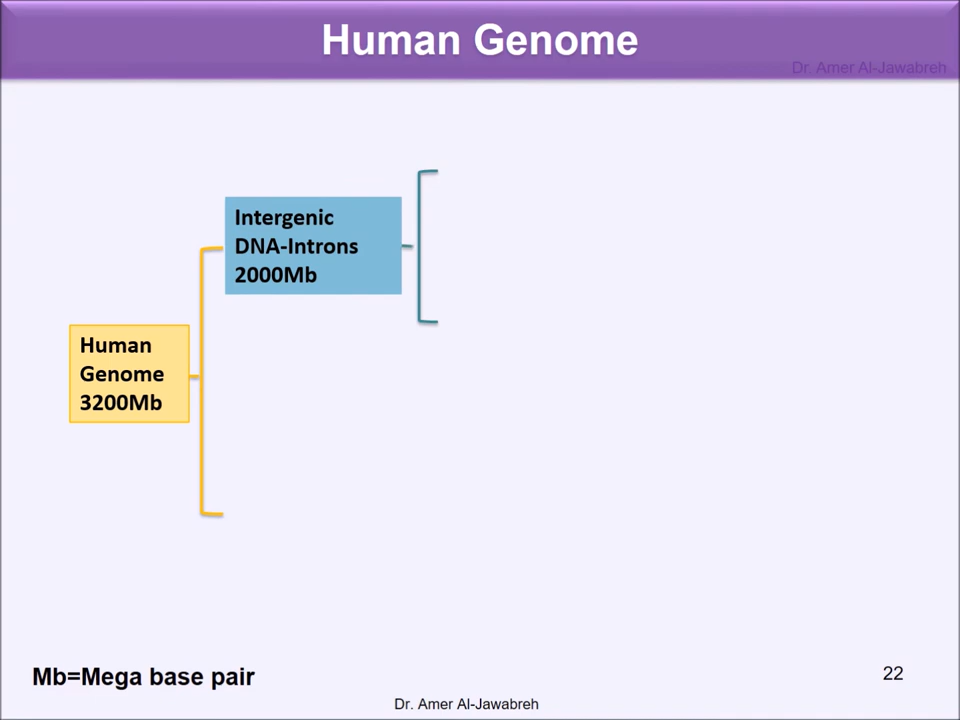 Human Genome
Dr. Amer Al-Jawabreh
Intergenic
DNA-Introns
2000Mb
Human
Genome
3200Mb
Mb=Mega base pair
22
Dr. Amer Al-Jawabreh